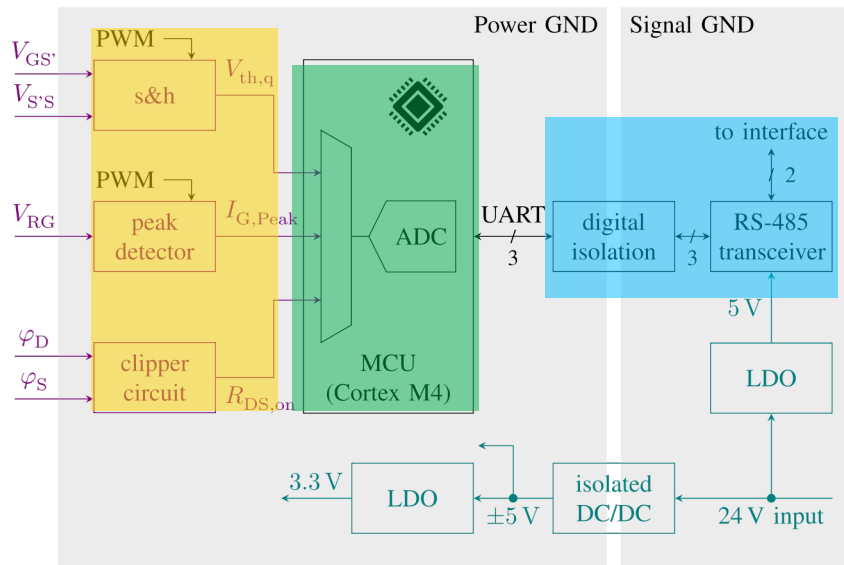 Power GND
Signal GND
PWM
V_GS'
V_S'S
s&h
V_th,q
to interface
2
PWM
V_RG
peak
detector
I_G,Peak
ADC
UART
3
digital
isolation
3
RS-485
transceiver
5 V
φ_D
φ_S
clipper
circuit
R_DS,on
MCU
(Cortex M4)
LDO
3.3 V
LDO
±5 V
isolated
DC/DC
24 V input